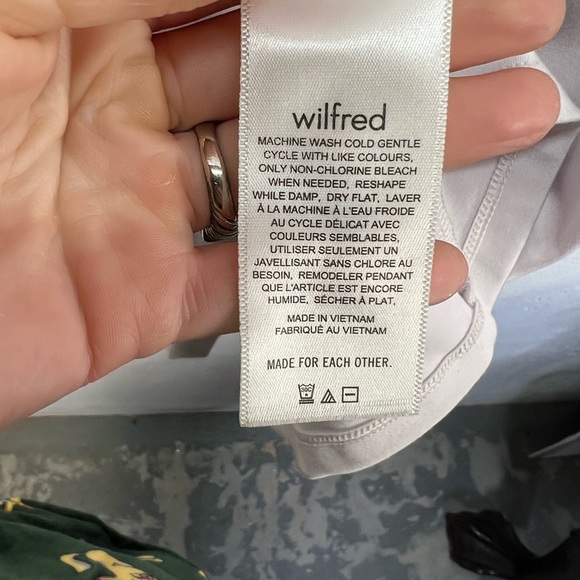 wilfred
MACHINE WASH COLD GENTLE
CYCLE WITH LIKE COLOURS,
ONLY NON-CHLORINE BLEACH
WHEN NEEDED, RESHAPE
WHILE DAMP, DRY FLAT, LAVER
À LA MACHINE À L'EAU FROIDE
AU CYCLE DÉLICAT AVEC
COULEURS SEMBLABLES,
UTILISER SEULEMENT UN
JAVELLISANT SANS CHLORE AU
BESOIN, REMODELER PENDANT
QUE L'ARTICLE EST ENCORE
HUMIDE, SÉCHER À PLAT,
MADE IN VIETNAM
FABRIQUÉ AU VIETNAM
MADE FOR EACH OTHER.